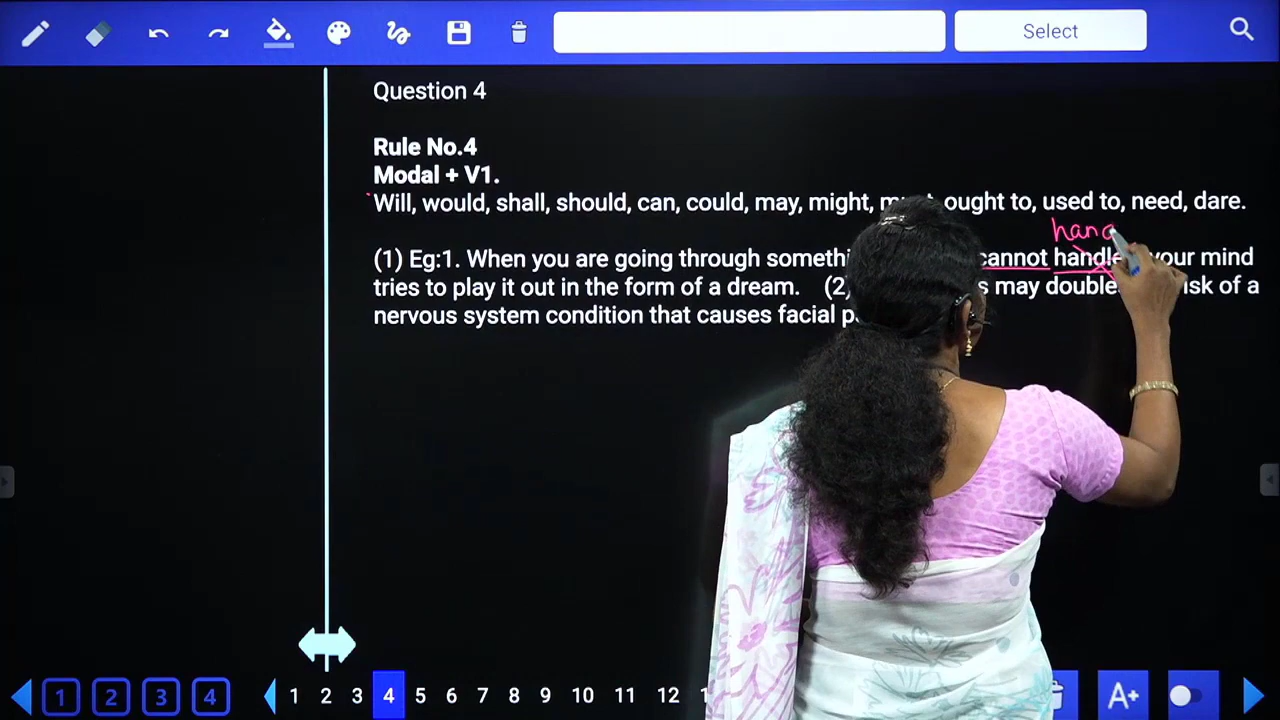 Select
Question 4
Rule No.4
Modal + V1.
Will, would, shall, should, can, could, may, might, ought to, used to, need, dare.
(1) Eg:1. When you are going through cannot handle your mind
tries to play it out in the form of a dream. (2) may double of a
nervous system condition that causes facial
1 2 3 4 1 2 3 4 5 6 7 8 9 10 11 12 A+